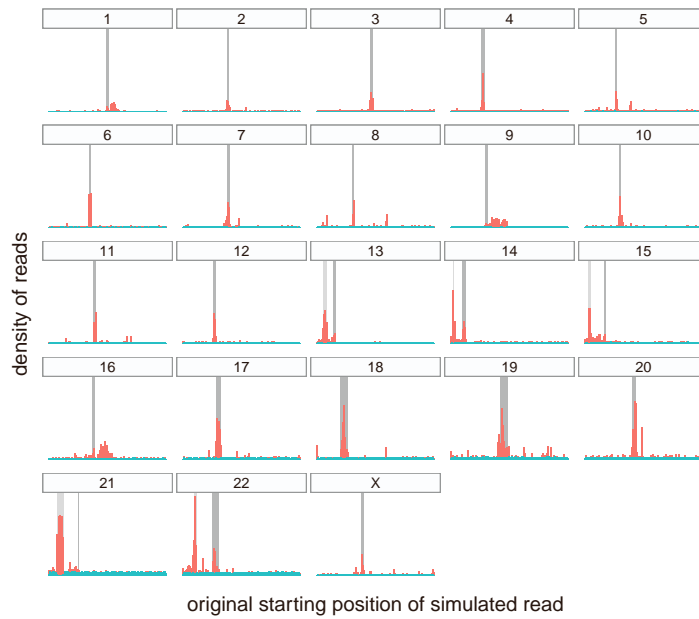 1 2 3 4 5
6 7 8 9 10
11 12 13 14 15
16 17 18 19 20
21 22 X
density of reads
original starting position of simulated read